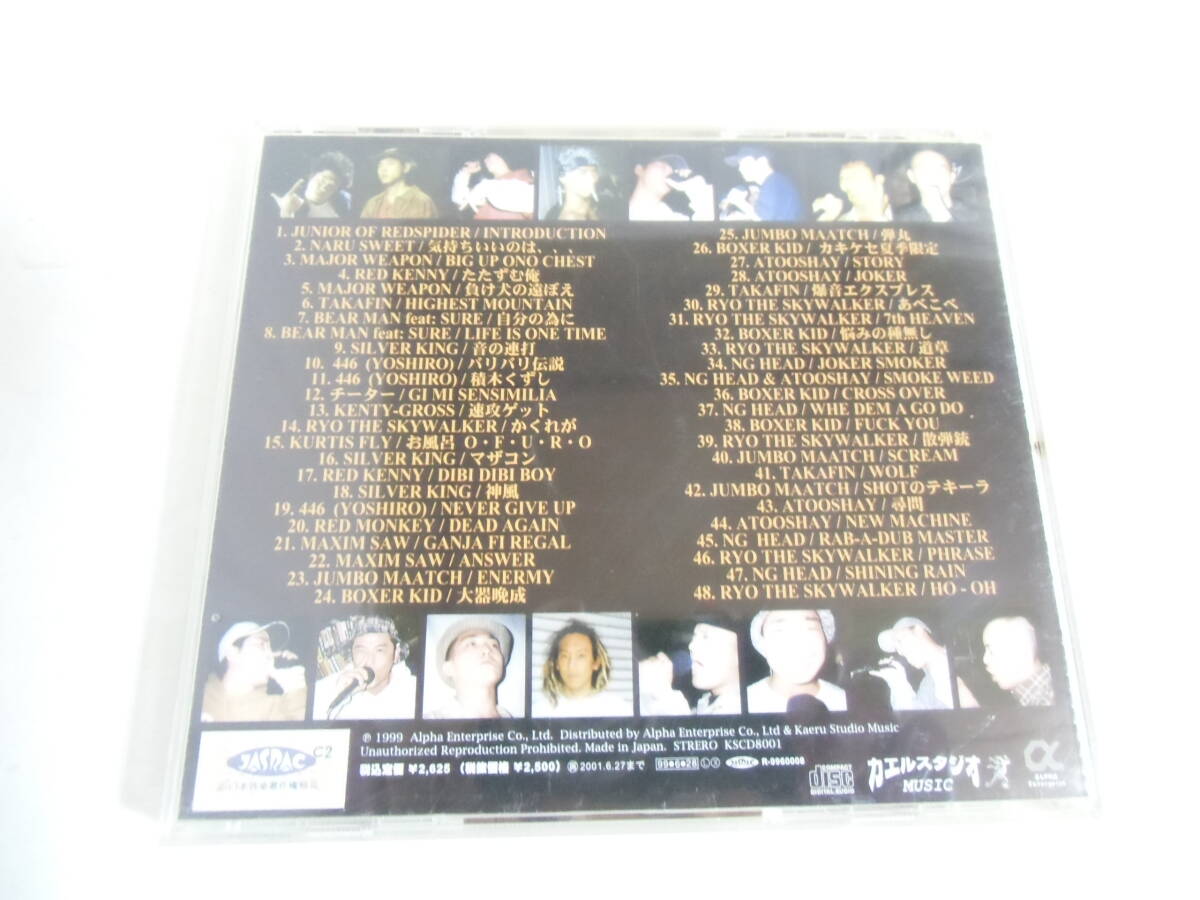 1. JUNIOR OF REDSPIDER / INTRODUCTION
2. NARU SWEET / 気持ちいいのは、、、
3. MAJOR WEAPON / BIG UP ONO CHEST
4. RED KENNY / たたずむ俺
5. MAJOR WEAPON / 負け犬の遠ぼえ
6. TAKAFIN / HIGHEST MOUNTAIN
7. BEAR MAN feat: SURE / 自分の為に
8. BEAR MAN feat: SURE / LIFE IS ONE TIME
9. SILVER KING / 音の連打
10. 446 (YOSHIRO) / バリバリ伝説
11. 446 (YOSHIRO) / 積木くずし
12. チーター / GI MI SENSIMILIA
13. KENTY-GROSS / 速攻ゲット
14. RYO THE SKYWALKER / かくれが
15. KURTIS FLY / お風呂 O・F・U・R・O
16. SILVER KING / マザコン
17. RED KENNY / DIBI DIBI BOY
18. SILVER KING / 神風
19. 446 (YOSHIRO) / NEVER GIVE UP
20. RED MONKEY / DEAD AGAIN
21. MAXIM SAW / GANJA FI REGAL
22. MAXIM SAW / ANSWER
23. JUMBO MAATCH / ENERMY
24. BOXER KID / 大器晩成
25. JUMBO MAATCH / 弾丸
26. BOXER KID / カキケセ夏季限定
27. ATOOSHAY / STORY
28. ATOOSHAY / JOKER
29. TAKAFIN / 爆音エクスプレス
30. RYO THE SKYWALKER / あべこべ
31. RYO THE SKYWALKER / 7th HEAVEN
32. BOXER KID / 悩みの種無し
33. RYO THE SKYWALKER / 道草
34. NG HEAD / JOKER SMOKER
35. NG HEAD & ATOOSHAY / SMOKE WEED
36. BOXER KID / CROSS OVER
37. NG HEAD / WHE DEM A GO DO
38. BOXER KID / FUCK YOU
39. RYO THE SKYWALKER / 散弾銃
40. JUMBO MAATCH / SCREAM
41. TAKAFIN / WOLF
42. JUMBO MAATCH / SHOTのテキーラ
43. ATOOSHAY / 尋問
44. ATOOSHAY / NEW MACHINE
45. NG HEAD / RAB-A-DUB MASTER
46. RYO THE SKYWALKER / PHRASE
47. NG HEAD / SHINING RAIN
48. RYO THE SKYWALKER / HO - OH
℗ 1999 Alpha Enterprise Co., Ltd. Distributed by Alpha Enterprise Co., Ltd & Kaeru Studio Music
Unauthorized Reproduction Prohibited. Made in Japan. STRERO KSCD8001
税込定価 ¥2,625 (税抜価格 ¥2,500) 再2001.6.27まで 99・6・28 L X JASRAC R-9960008
JASRAC C2
COMPACT disc DIGITAL AUDIO
カエルスタジオ
MUSIC
α ALPHA Enterprise